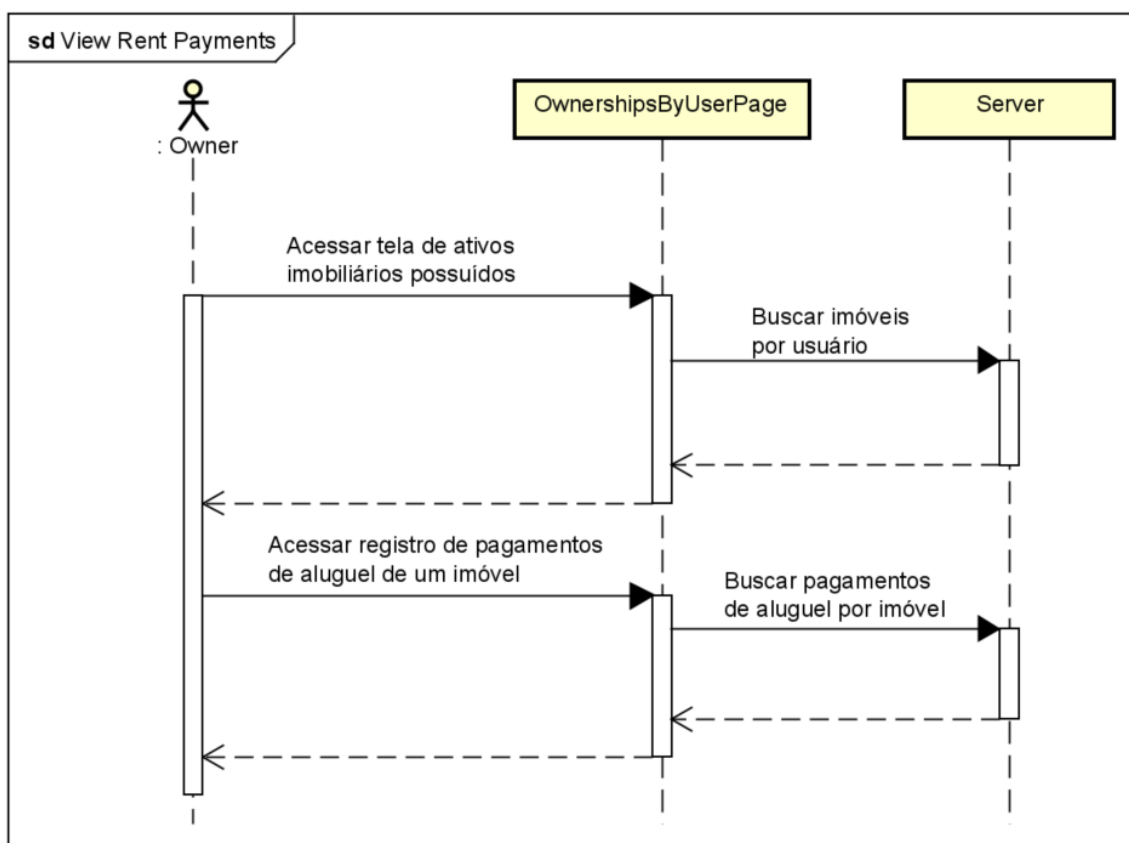 sd View Rent Payments
: Owner
OwnershipsByUserPage
Server
Acessar tela de ativos
imobiliários possuídos
Buscar imóveis
por usuário
Acessar registro de pagamentos
de aluguel de um imóvel
Buscar pagamentos
de aluguel por imóvel